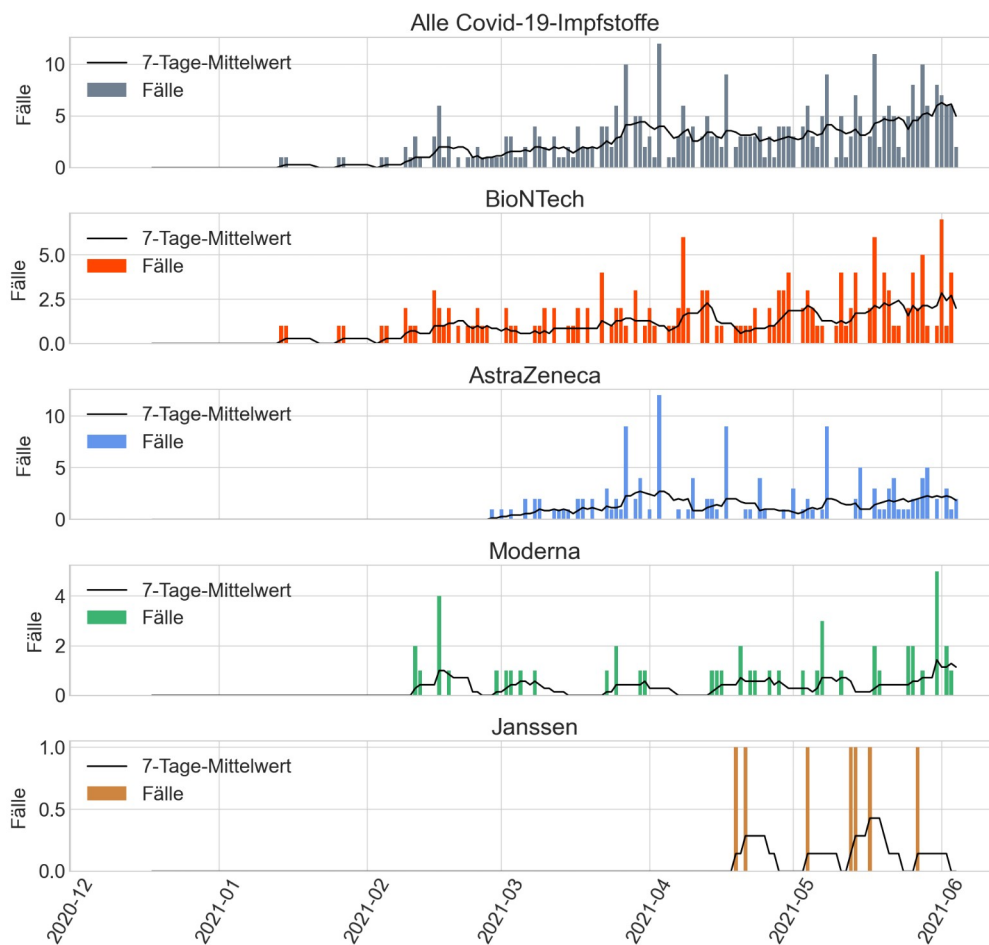 Alle Covid-19-Impfstoffe
Fälle
10
5
0
7-Tage-Mittelwert
Fälle
BioNTech
Fälle
5.0
2.5
0.0
7-Tage-Mittelwert
Fälle
AstraZeneca
Fälle
10
5
0
7-Tage-Mittelwert
Fälle
Moderna
Fälle
4
2
0
7-Tage-Mittelwert
Fälle
Janssen
Fälle
1.0
0.5
0.0
7-Tage-Mittelwert
Fälle
2020-12
2021-01
2021-02
2021-03
2021-04
2021-05
2021-06